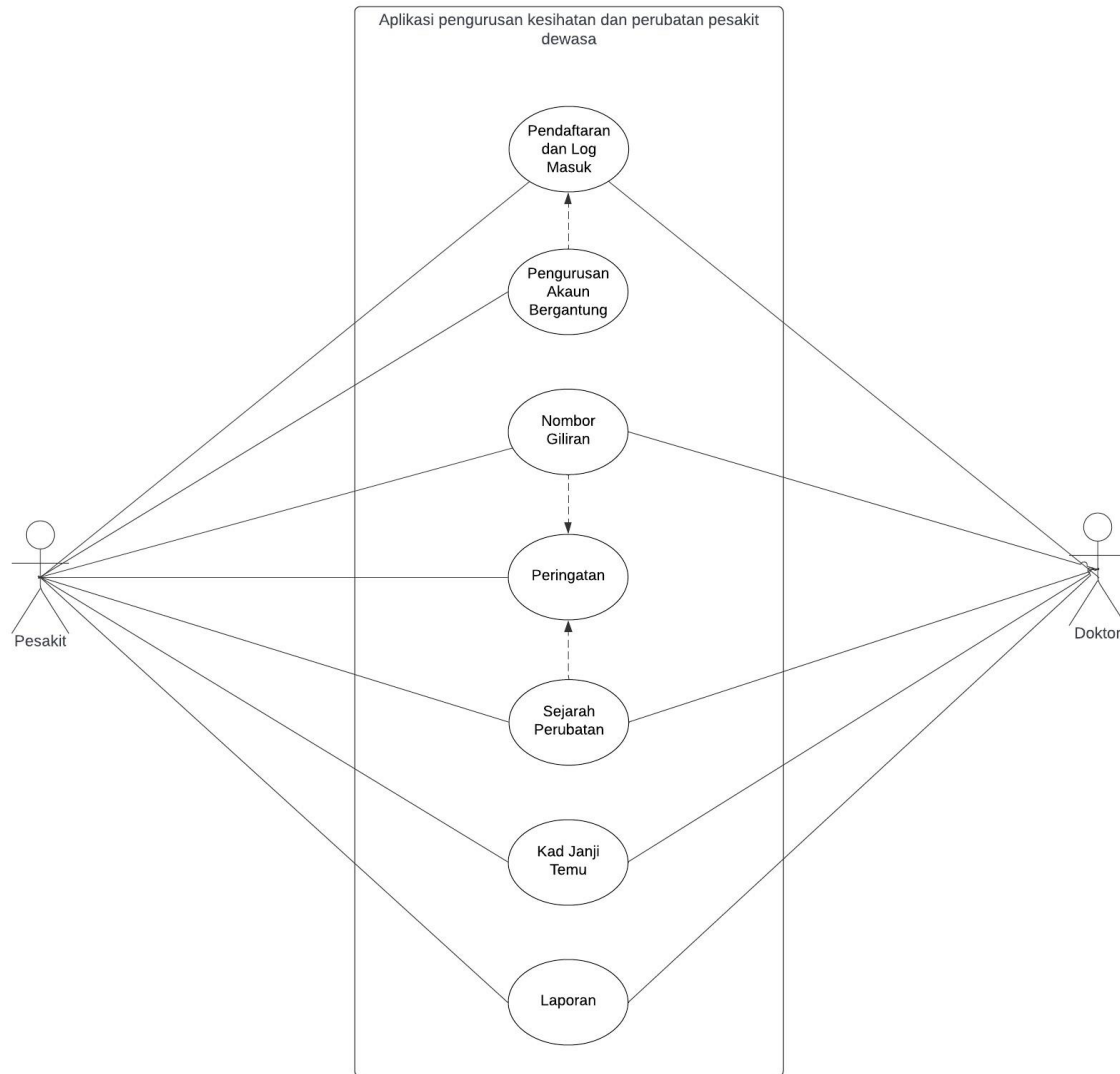 Aplikasi pengurusan kesihatan dan perubatan pesakit
dewasa
Pendaftaran
dan Log
Masuk
Pengurusan
Akaun
Bergantung
Nombor
Giliran
Peringatan
Pesakit
Doktor
Sejarah
Perubatan
Kad Janji
Temu
Laporan